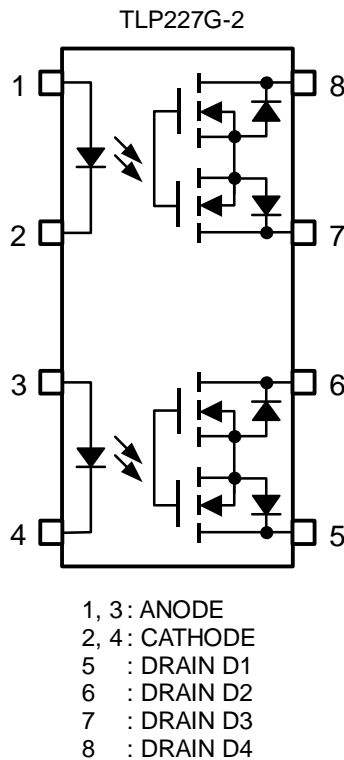 TLP227G-2
1 8
2 7
3 6
4 5
1, 3 : ANODE
2, 4 : CATHODE
5 : DRAIN D1
6 : DRAIN D2
7 : DRAIN D3
8 : DRAIN D4